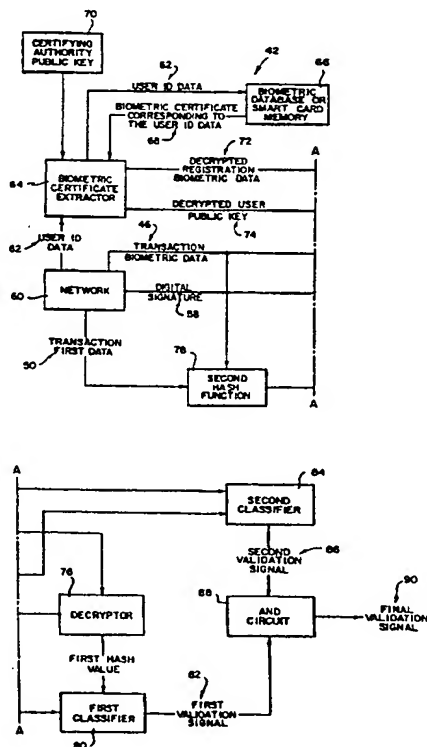 70
CERTIFYING
AUTHORITY
PUBLIC KEY
62
USER ID DATA
42
66
BIOMETRIC
DATABASE OR
SMART CARD
MEMORY
BIOMETRIC CERTIFICATE
CORRESPONDING TO
THE USER ID DATA
68
A
64
BIOMETRIC
CERTIFICATE
EXTRACTOR
72
DECRYPTED
REGISTRATION
BIOMETRIC DATA
DECRYPTED USER
PUBLIC KEY
74
62
USER ID
DATA
46
TRANSACTION
BIOMETRIC DATA
60
NETWORK
DIGITAL
SIGNATURE
58
TRANSACTION
FIRST DATA
50
78
SECOND
HASH
FUNCTION
A
A
84
SECOND
CLASSIFIER
SECOND
VALIDATION
SIGNAL
86
76
DECRYPTOR
88
AND
CIRCUIT
90
FINAL
VALIDATION
SIGNAL
FIRST HASH
VALUE
82
FIRST
CLASSIFIER
FIRST
VALIDATION
SIGNAL
A
80